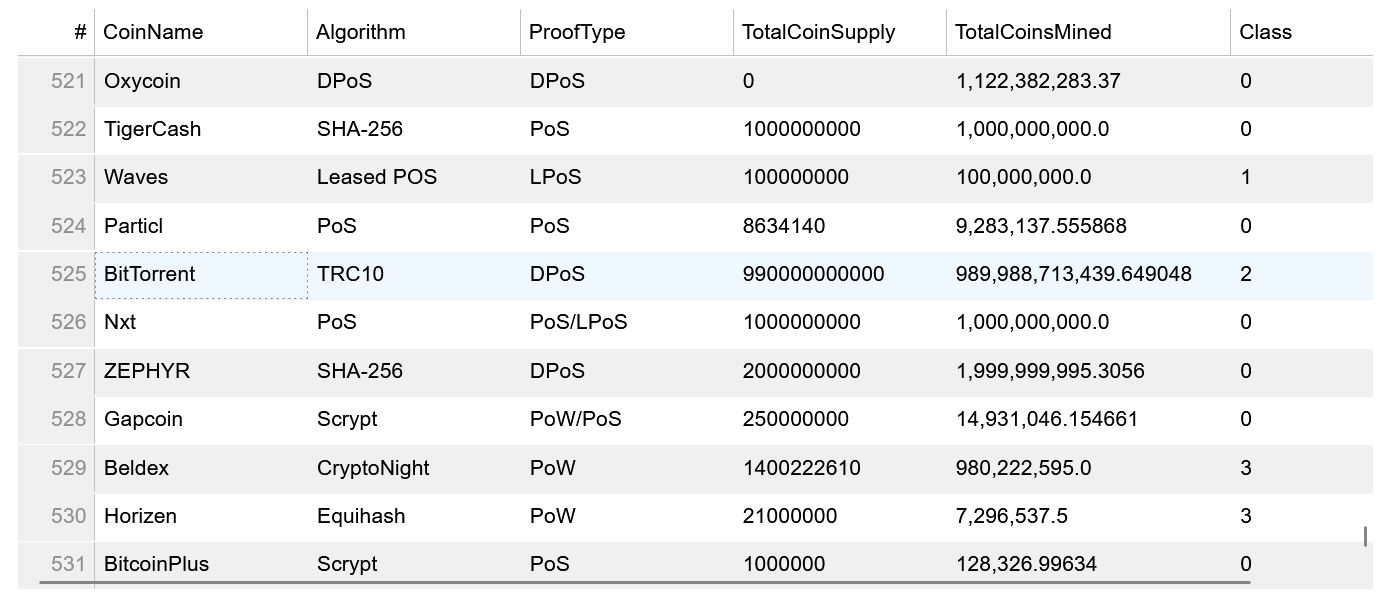 # CoinName Algorithm ProofType TotalCoinSupply TotalCoinsMined Class
521 Oxycoin DPoS DPoS 0 1,122,382,283.37 0
522 TigerCash SHA-256 PoS 1000000000 1,000,000,000.0 0
523 Waves Leased POS LPoS 100000000 100,000,000.0 1
524 Particl PoS PoS 8634140 9,283,137.555868 0
525 BitTorrent TRC10 DPoS 990000000000 989,988,713,439.649048 2
526 Nxt PoS PoS/LPoS 1000000000 1,000,000,000.0 0
527 ZEPHYR SHA-256 DPoS 2000000000 1,999,999,995.3056 0
528 Gapcoin Scrypt PoW/PoS 250000000 14,931,046.154661 0
529 Beldex CryptoNight PoW 1400222610 980,222,595.0 3
530 Horizen Equihash PoW 21000000 7,296,537.5 3
531 BitcoinPlus Scrypt PoS 1000000 128,326.99634 0